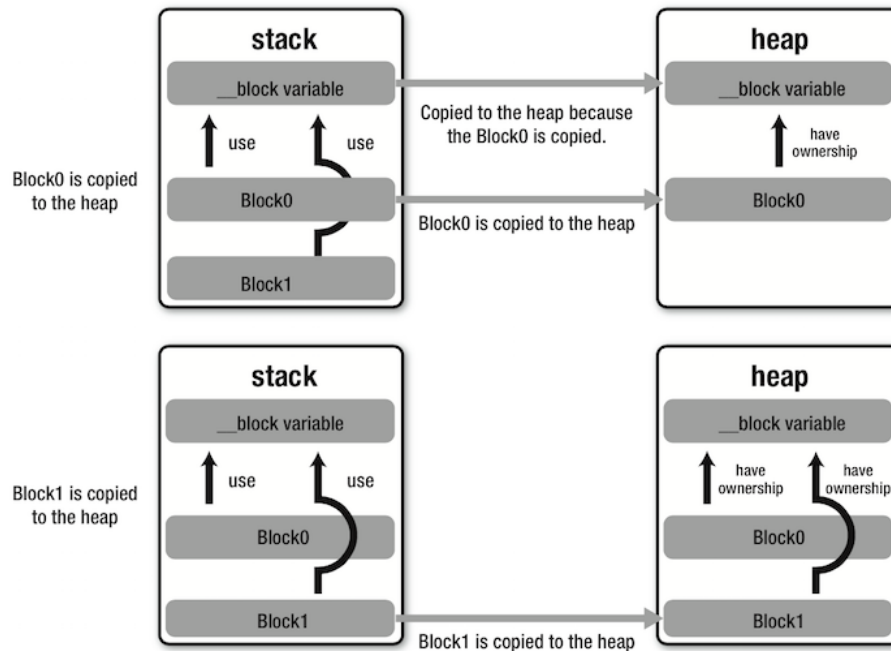 stack
__block variable
use
use
Block0
Block1
Block0 is copied
to the heap
Copied to the heap because
the Block0 is copied.
Block0 is copied to the heap
heap
__block variable
have
ownership
Block0
stack
__block variable
use
use
Block0
Block1
Block1 is copied
to the heap
Block1 is copied to the heap
heap
__block variable
have
ownership
have
ownership
Block0
Block1